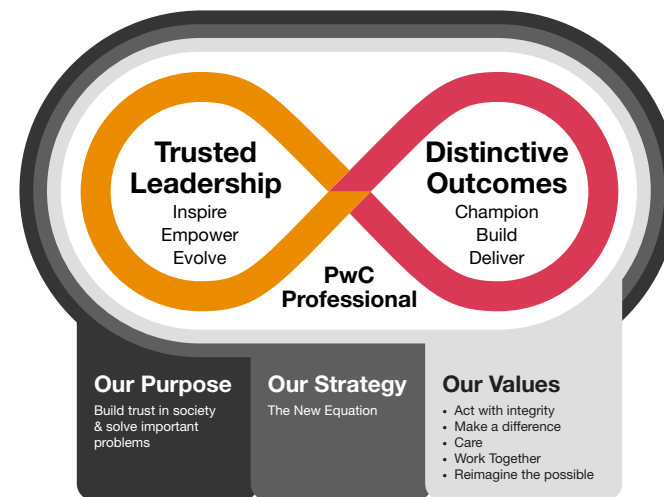 Trusted
Leadership
Inspire
Empower
Evolve
Distinctive
Outcomes
Champion
Build
Deliver
PwC
Professional
Our Purpose
Build trust in society
& solve important
problems
Our Strategy
The New Equation
Our Values
• Act with integrity
• Make a difference
• Care
• Work Together
• Reimagine the possible